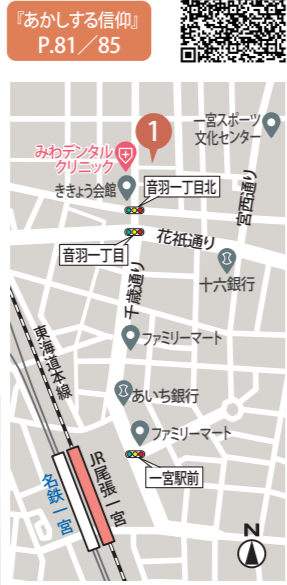 『あかしする信仰』
P.81／85
1
一宮スポーツ
文化センター
みわデンタル
クリニック
ききょう会館
音羽一丁目北
宮西通り
花祇通り
音羽一丁目
十六銀行
千歳通り
ファミリーマート
東海道本線
あいち銀行
ファミリーマート
一宮駅前
JR尾張一宮
名鉄一宮
N